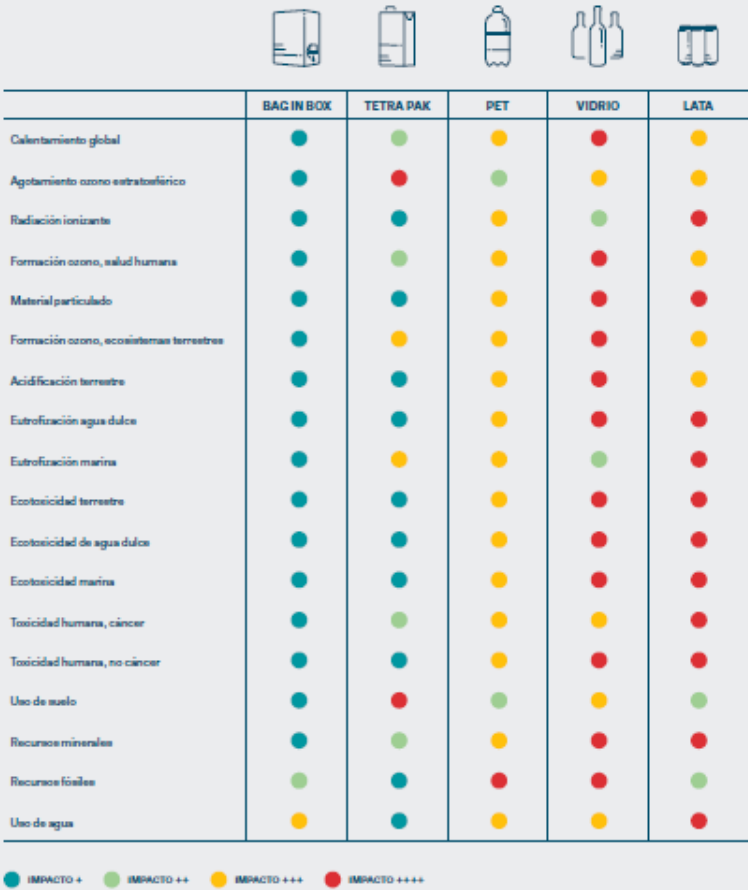 BAG IN BOX TETRA PAK PET VIDRIO LATA
Calentamiento global
Agotamiento ozono estratosférico
Radiación ionizante
Formación ozono, salud humana
Material particulado
Formación ozono, ecosistemas terrestres
Acidificación terrestre
Eutrofización agua dulce
Eutrofización marina
Ecotoxicidad terrestre
Ecotoxicidad de agua dulce
Ecotoxicidad marina
Toxicidad humana, cáncer
Toxicidad humana, no cáncer
Uso de suelo
Recursos minerales
Recursos fósiles
Uso de agua
IMPACTO + IMPACTO ++ IMPACTO +++ IMPACTO ++++